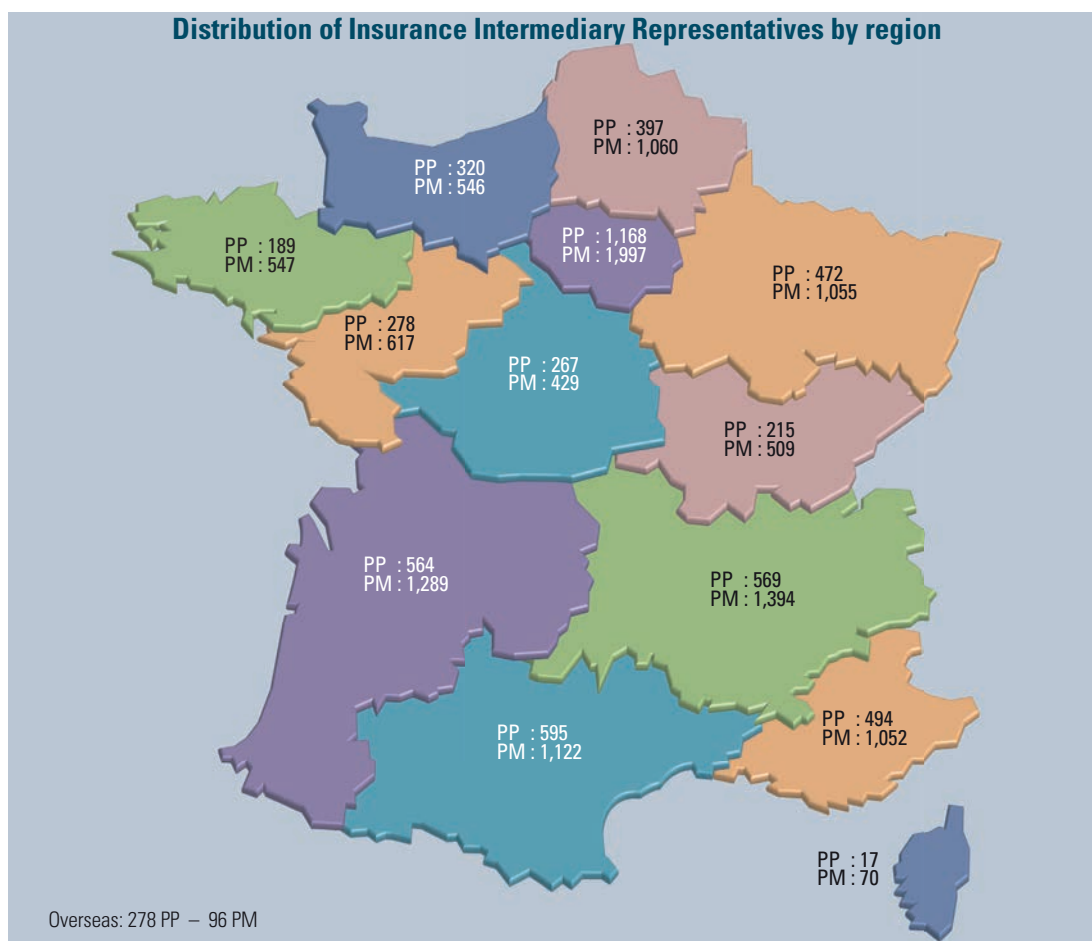 Distribution of Insurance Intermediary Representatives by region
PP : 397
PM : 1,060
PP : 320
PM : 546
PP : 1,168
PM : 1,997
PP : 189
PM : 547
PP : 472
PM : 1,055
PP : 278
PM : 617
PP : 267
PM : 429
PP : 215
PM : 509
PP : 564
PM : 1,289
PP : 569
PM : 1,394
PP : 494
PM : 1,052
PP : 595
PM : 1,122
PP : 17
PM : 70
Overseas: 278 PP – 96 PM